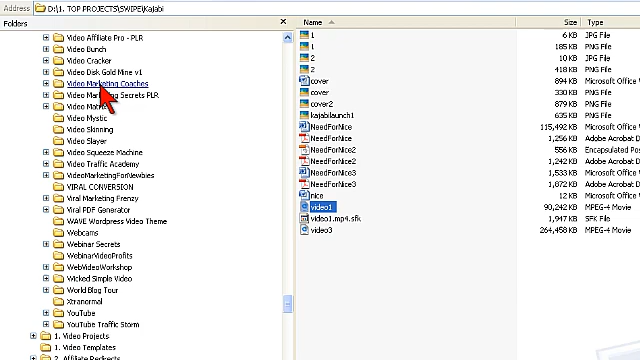 Address D:\1. TOP PROJECTS\SWIPE\Kajabi
Folders
Video Affiliate Pro - PLR
Video Bunch
Video Cracker
Video Disk Gold Mine v1
Video Marketing Coaches
Video Marketing Secrets PLR
Video Matri
Video Mystic
Video Skinning
Video Slayer
Video Squeeze Machine
Video Traffic Academy
VideoMarketingForNewbies
VIRAL CONVERSION
Viral Marketing Frenzy
Viral PDF Generator
WAVE Wordpress Video Theme
Webcams
Webinar Secrets
WebinarVideoProfits
WebVideoWorkshop
Wicked Simple Video
World Blog Tour
Xtranormal
YouTube
YouTube Traffic Storm
1. Video Projects
1. Video Templates
2. Affiliate Redirects
Name Size Type
1 6 KB JPG File
1 185 KB PNG File
2 10 KB JPG File
2 418 KB PNG File
cover 894 KB Microsoft Office
cover 330 KB PNG File
cover2 879 KB PNG File
kajabilaunch1 635 KB PNG File
NeedForNice 115,492 KB Microsoft Office
NeedForNice 1,256 KB Adobe Acrobat D
NeedForNice2 556 KB Encapsulated Pos
NeedForNice2 1,242 KB Adobe Acrobat D
NeedForNice3 1,533 KB Microsoft Office
NeedForNice3 1,872 KB Adobe Acrobat D
nice 12 KB Microsoft Office
video1 90,242 KB MPEG-4 Movie
video1.mp4.sfk 1,947 KB SFK File
video3 264,458 KB MPEG-4 Movie